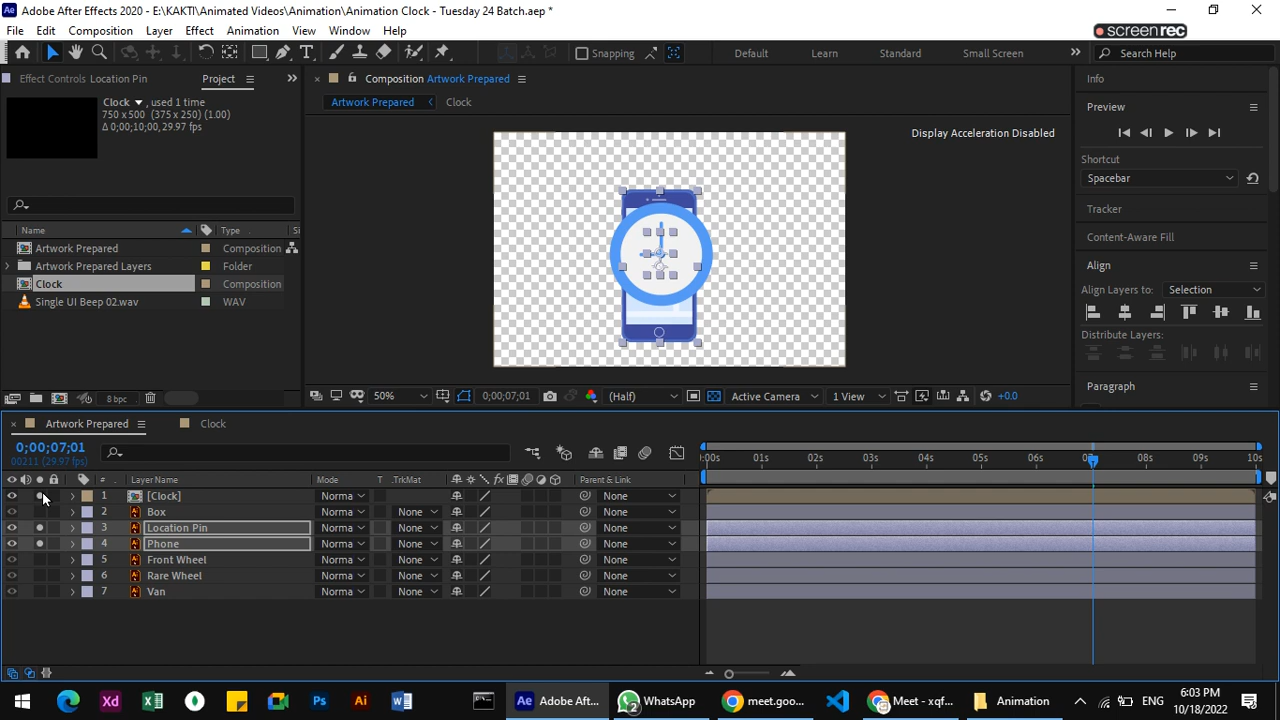 Adobe After Effects 2020 - E:\KAKTI\Animated Videos\Animation\Animation Clock - Tuesday 24 Batch.aep *
File Edit Composition Layer Effect Animation View Window Help
screenrec
Snapping
Default Learn Standard Small Screen Search Help
Effect Controls Location Pin Project
Composition Artwork Prepared
Info
Clock , used 1 time
750 x 500 (375 x 250) (1.00)
Δ 0;00;10;00, 29.97 fps
Artwork Prepared Clock
Preview
Display Acceleration Disabled
Shortcut
Spacebar
Tracker
Name Type Si
Content-Aware Fill
Artwork Prepared Composition
Artwork Prepared Layers Folder
Clock Composition
Single UI Beep 02.wav WAV
Align
Align Layers to: Selection
Distribute Layers:
8 bpc
50% 0;00;07;01 (Half) Active Camera 1 View +0.0
Paragraph
Artwork Prepared Clock
0;00;07;01
00211 (29.97 fps)
:00s 01s 02s 03s 04s 05s 06s 08s 09s 10s
# Layer Name Mode T .TrkMat Parent & Link
1 [Clock] Norma None
2 Box Norma None None
3 Location Pin Norma None None
4 Phone Norma None None
5 Front Wheel Norma None None
6 Rare Wheel Norma None None
7 Van Norma None None
Xd Ps Ai Ae Adobe Aft... 2 WhatsApp meet.goo... Meet - xqf... Animation ENG 6:03 PM
10/18/2022